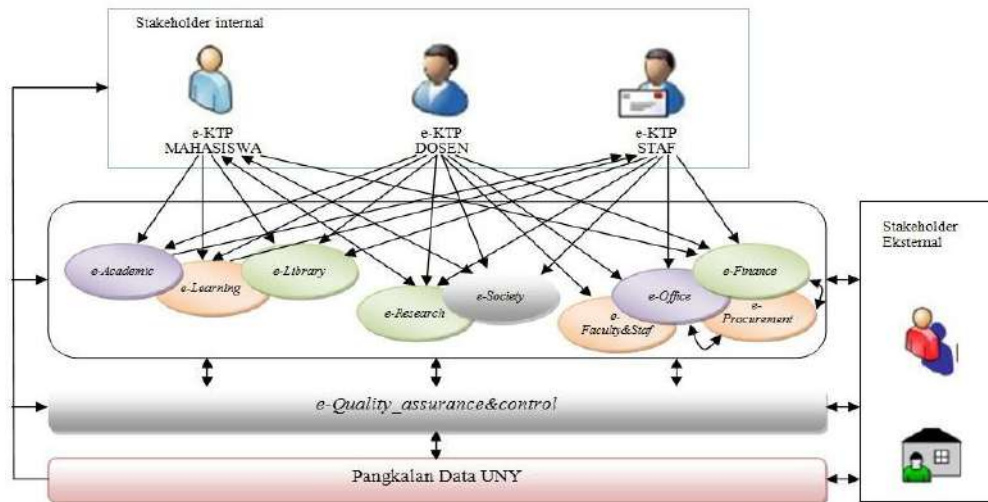 Stakeholder internal
e-KTP
MAHASISWA
e-KTP
DOSEN
e-KTP
STAF
Stakeholder
Eksternal
e-Academic
e-Learning
e-Library
e-Research
e-Society
e-
Faculty&Staf
e-Office
e-Finance
e-
Procurement
e-Quality_assurance&control
Pangkalan Data UNY